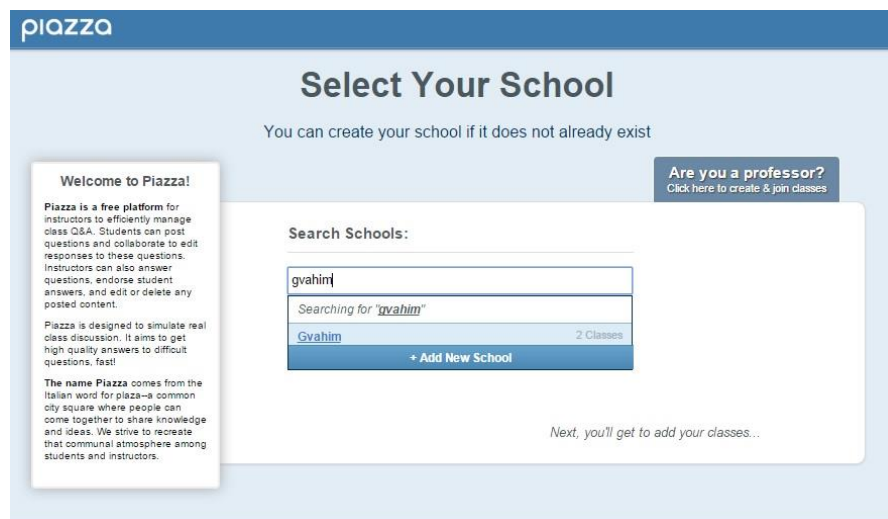 piazza
Select Your School
You can create your school if it does not already exist
Are you a professor?
Click here to create & join classes
Welcome to Piazza!
Piazza is a free platform for
instructors to efficiently manage
class Q&A. Students can post
questions and collaborate to edit
responses to these questions.
Instructors can also answer
questions, endorse student
answers, and edit or delete any
posted content.
Piazza is designed to simulate real
class discussion. It aims to get
high quality answers to difficult
questions, fast!
The name Piazza comes from the
Italian word for plaza--a common
city square where people can
come together to share knowledge
and ideas. We strive to recreate
that communal atmosphere among
students and instructors.
Search Schools:
gvahim
Searching for "gvahim"
Gvahim 2 Classes
+ Add New School
Next, you'll get to add your classes...